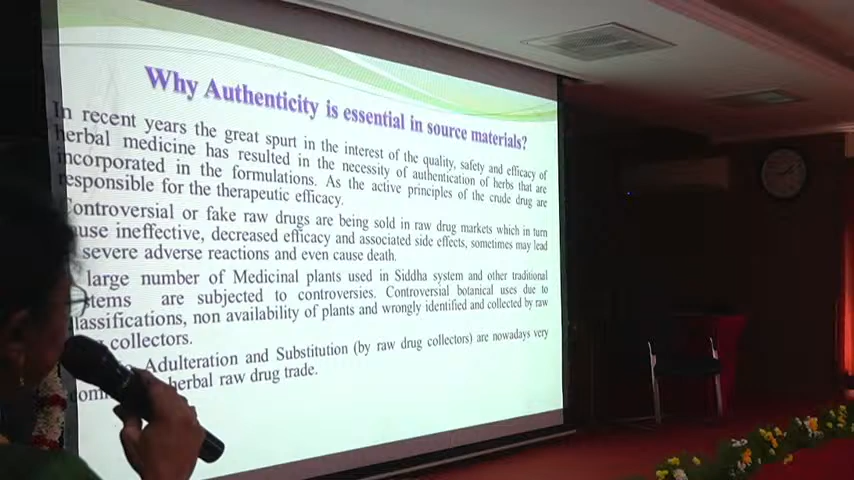 Why Authenticity is essential in source materials?
In recent years the great spurt in the interest of the quality, safety and efficacy of
herbal medicine has resulted in the necessity of authentication of herbs that are
incorporated in the formulations. As the active principles of the crude drug are
responsible for the therapeutic efficacy.
Controversial or fake raw drugs are being sold in raw drug markets which in turn
ineffective, decreased efficacy and associated side effects, sometimes may lead
severe adverse reactions and even cause death.
large number of Medicinal plants used in Siddha system and other traditional
are subjected to controversies. Controversial botanical uses due to
non availability of plants and wrongly identified and collected by raw
collectors.
Adulteration and Substitution (by raw drug collectors) are nowadays very
herbal raw drug trade.